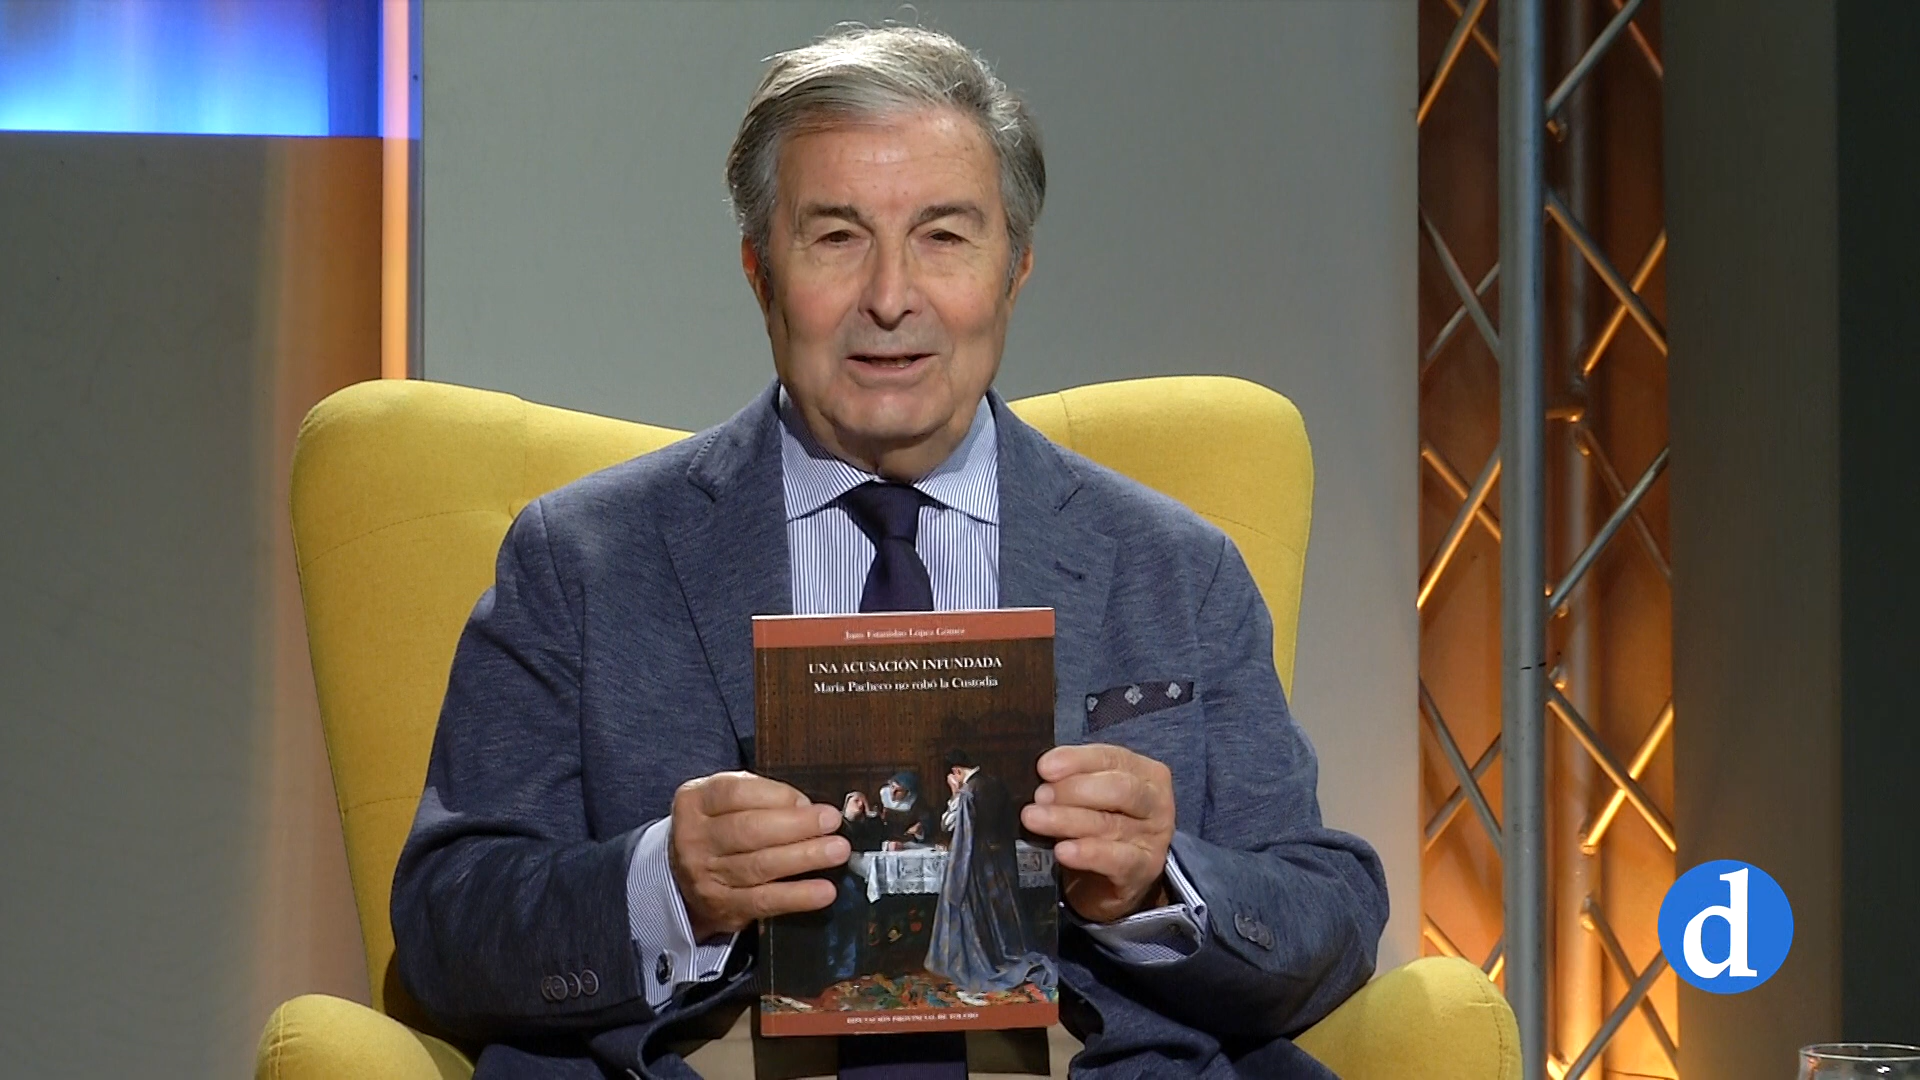 Juan Estanislao López Gómez
UNA ACUSACIÓN INFUNDADA
María Pacheco no robó la Custodia
DIPUTACIÓN PROVINCIAL DE TOLEDO
d